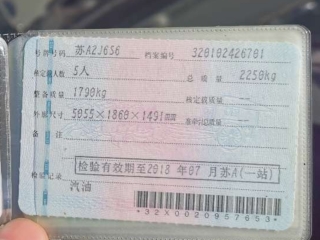 号牌号码 苏A2J6S6 档案编号 320102426701
核定载人数 5人 总质量 2250kg
整备质量 1790kg 核定载质量 --
外廓尺寸 5055×1860×1491mm 准牵引总质量 --
备注
检验有效期至2018年07月苏A(一站)
检验记录
汽油
*32X0020957653*